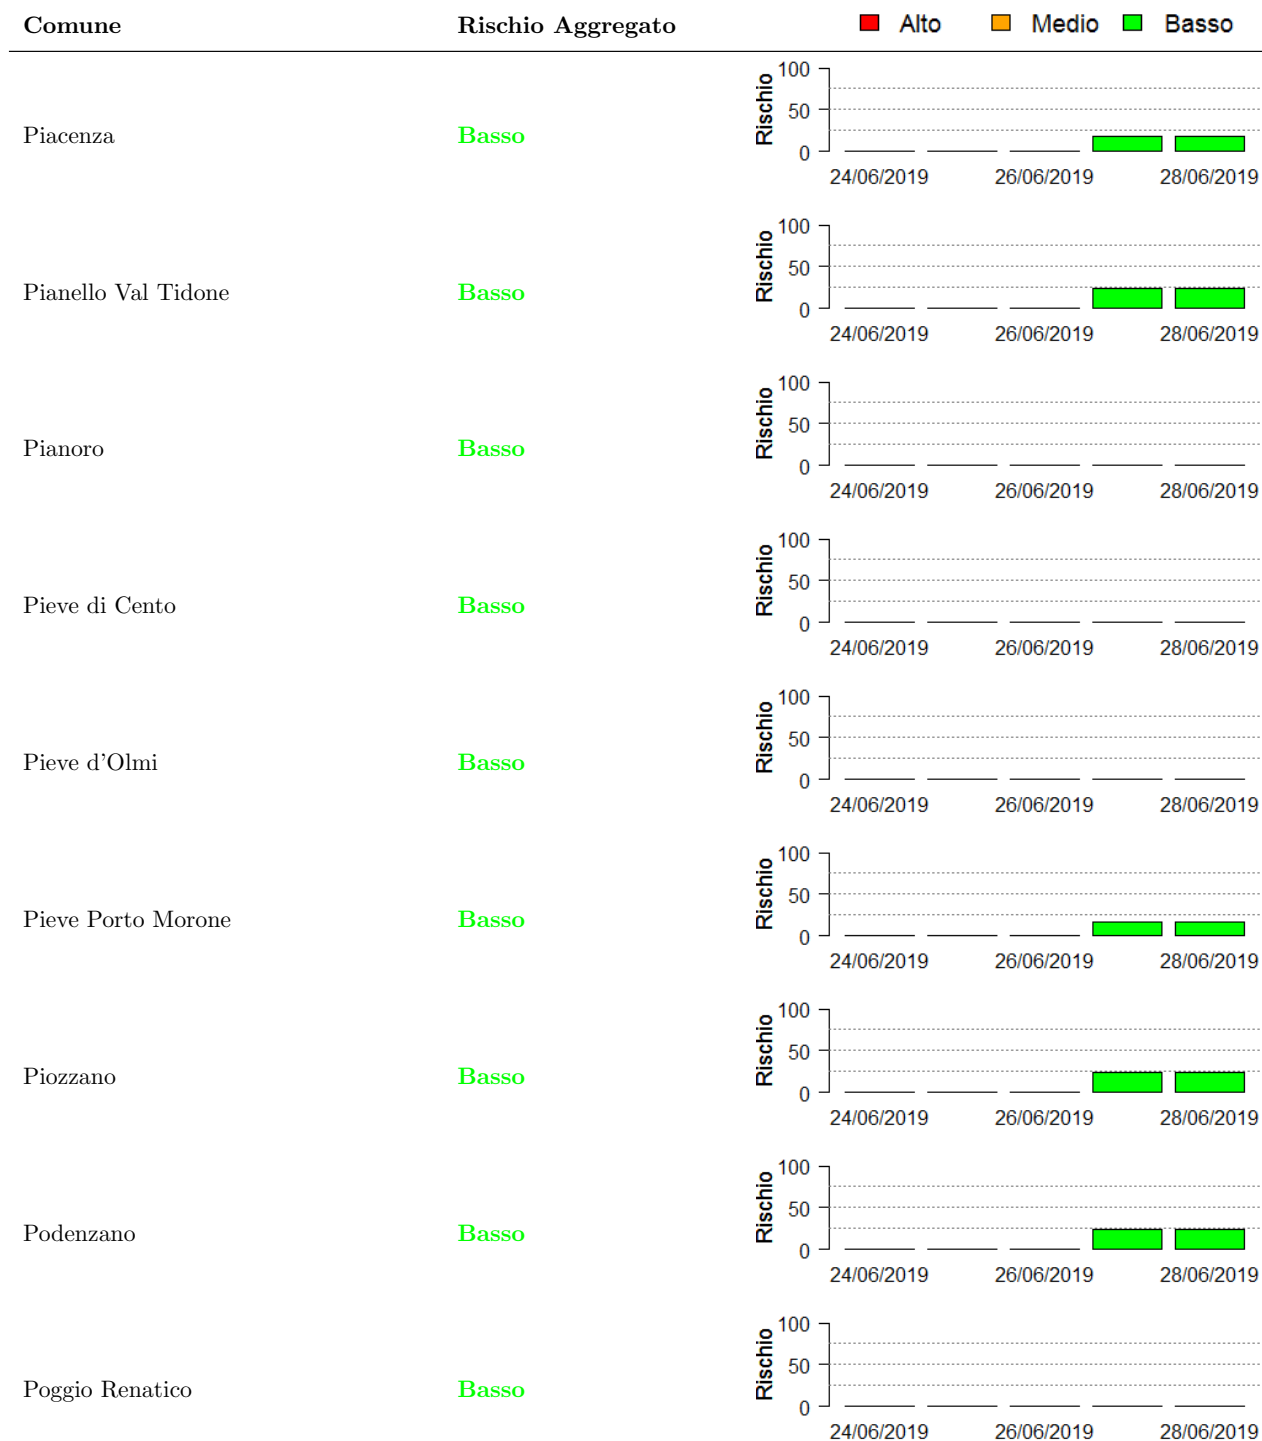 Comune Rischio Aggregato Alto Medio Basso
100
50
0
Rischio
Piacenza Basso
24/06/2019 26/06/2019 28/06/2019
100
50
0
Rischio
Pianello Val Tidone Basso
24/06/2019 26/06/2019 28/06/2019
100
50
0
Rischio
Pianoro Basso
24/06/2019 26/06/2019 28/06/2019
100
50
0
Rischio
Pieve di Cento Basso
24/06/2019 26/06/2019 28/06/2019
100
50
0
Rischio
Pieve d'Olmi Basso
24/06/2019 26/06/2019 28/06/2019
100
50
0
Rischio
Pieve Porto Morone Basso
24/06/2019 26/06/2019 28/06/2019
100
50
0
Rischio
Piozzano Basso
24/06/2019 26/06/2019 28/06/2019
100
50
0
Rischio
Podenzano Basso
24/06/2019 26/06/2019 28/06/2019
100
50
0
Rischio
Poggio Renatico Basso
24/06/2019 26/06/2019 28/06/2019